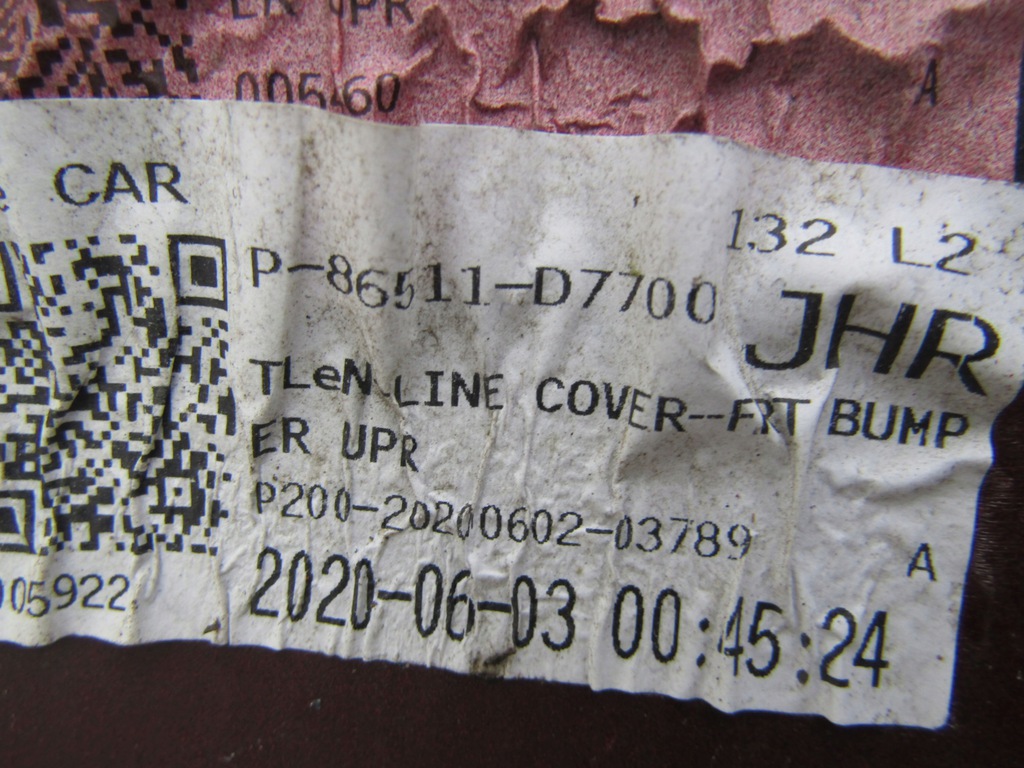 ER UPR
005460
A
CAR
132 L2
P-86511-D7700
JHR
TLeN LINE COVER--FRT BUMP
ER UPR
P200-20200602-03789
A
005922
2020-06-03 00:45:24